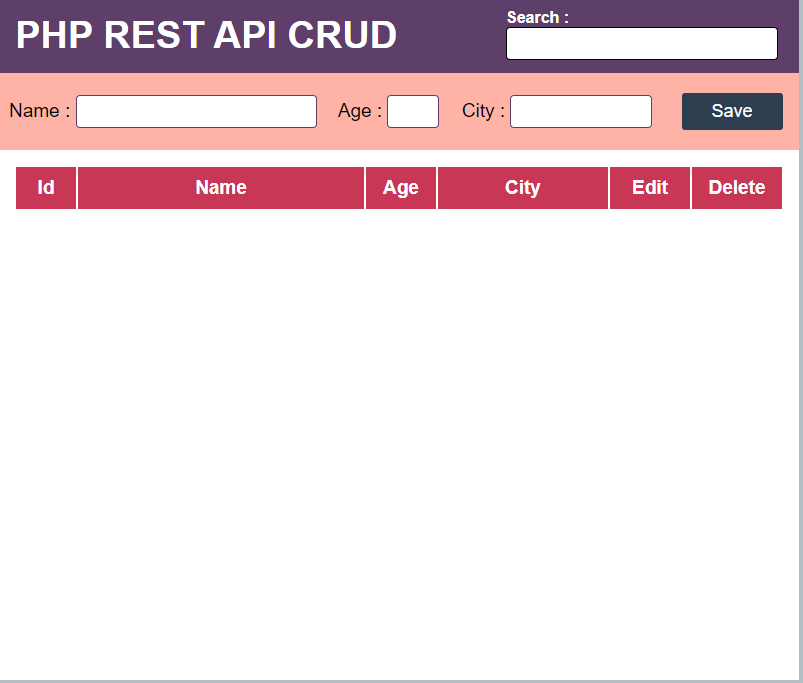 PHP REST API CRUD
Search :
Name : Age : City : Save
Id Name Age City Edit Delete